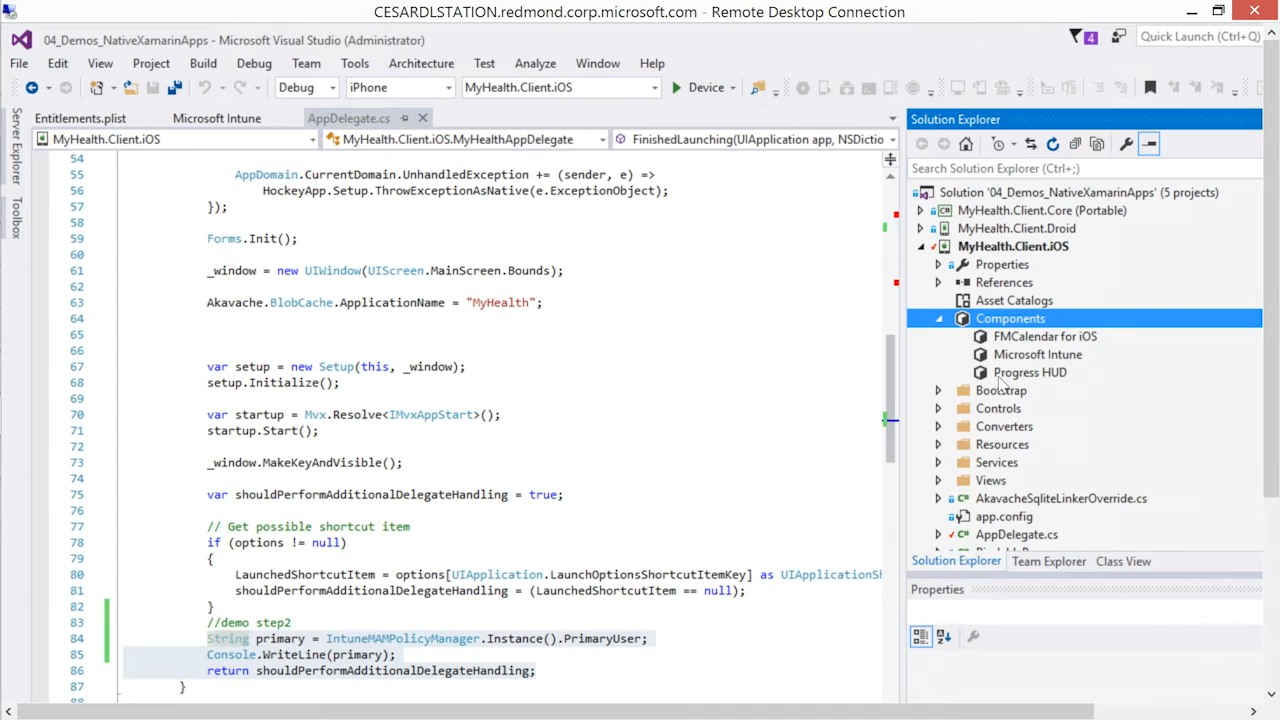 CESARDLSTATION.redmond.corp.microsoft.com - Remote Desktop Connection
04_Demos_NativeXamarinApps - Microsoft Visual Studio (Administrator)
4
Quick Launch (Ctrl+Q)
File Edit View Project Build Debug Team Tools Architecture Test Analyze Window Help
Debug iPhone MyHealth.Client.iOS Device
Server Explorer
Toolbox
Entitlements.plist Microsoft Intune AppDelegate.cs
MyHealth.Client.iOS MyHealth.Client.iOS.MyHealthAppDelegate FinishedLaunching(UIApplication app, NSDictio
54
55 AppDomain.CurrentDomain.UnhandledException += (sender, e) =>
56 HockeyApp.Setup.ThrowExceptionAsNative(e.ExceptionObject);
57 });
58
59 Forms.Init();
60
61 _window = new UIWindow(UIScreen.MainScreen.Bounds);
62
63 Akavache.BlobCache.ApplicationName = "MyHealth";
64
65
66
67 var setup = new Setup(this, _window);
68 setup.Initialize();
69
70 var startup = Mvx.Resolve<IMvxAppStart>();
71 startup.Start();
72
73 _window.MakeKeyAndVisible();
74
75 var shouldPerformAdditionalDelegateHandling = true;
76
77 // Get possible shortcut item
78 if (options != null)
79 {
80 LaunchedShortcutItem = options[UIApplication.LaunchOptionsShortcutItemKey] as UIApplicationSh
81 shouldPerformAdditionalDelegateHandling = (LaunchedShortcutItem == null);
82 }
83 //demo step2
84 String primary = IntuneMAMPolicyManager.Instance().PrimaryUser;
85 Console.WriteLine(primary);
86 return shouldPerformAdditionalDelegateHandling;
87 }
Solution Explorer
Search Solution Explorer (Ctrl+;)
Solution '04_Demos_NativeXamarinApps' (5 projects)
MyHealth.Client.Core (Portable)
MyHealth.Client.Droid
MyHealth.Client.iOS
Properties
References
Asset Catalogs
Components
FMCalendar for iOS
Microsoft Intune
Progress HUD
Bootstrap
Controls
Converters
Resources
Services
Views
AkavacheSqliteLinkerOverride.cs
app.config
AppDelegate.cs
Solution Explorer Team Explorer Class View
Properties